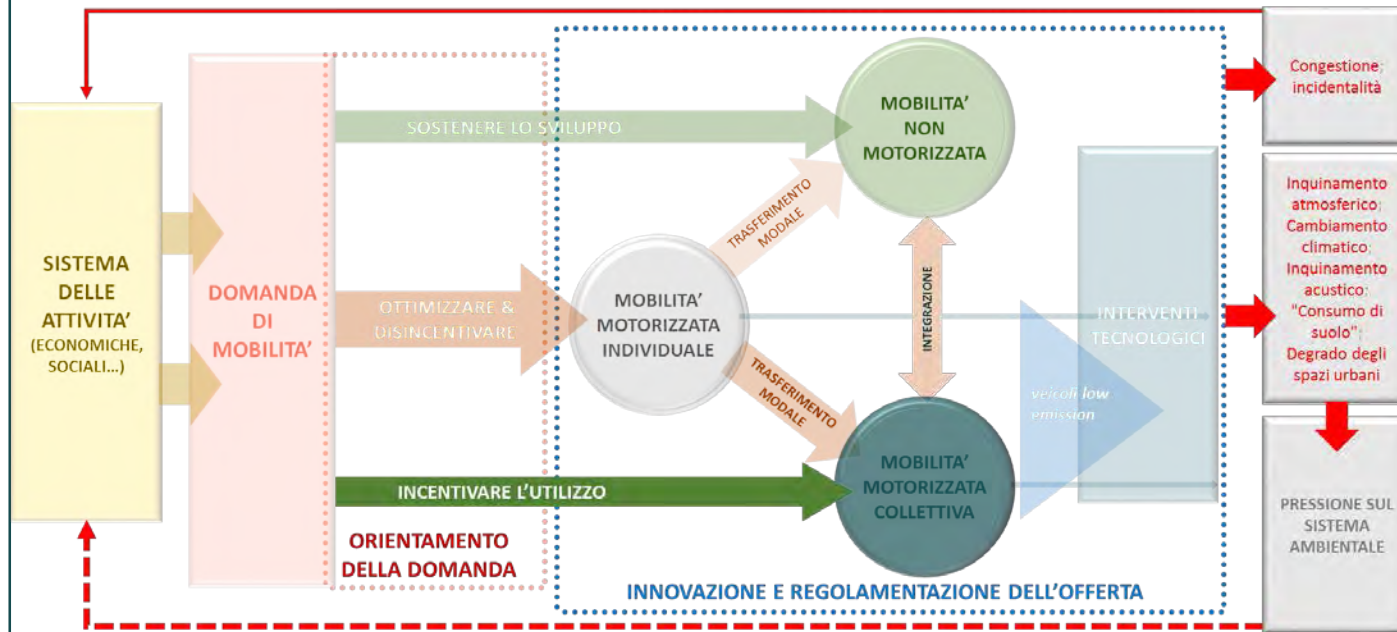 SISTEMA
DELLE
ATTIVITA’
(ECONOMICHE,
SOCIALI…)
DOMANDA
DI
MOBILITA’
SOSTENERE LO SVILUPPO
OTTIMIZZARE &
DISINCENTIVARE
INCENTIVARE L’UTILIZZO
ORIENTAMENTO
DELLA DOMANDA
MOBILITA’
MOTORIZZATA
INDIVIDUALE
TRASFERIMENTO
MODALE
TRASFERIMENTO
MODALE
MOBILITA’
NON
MOTORIZZATA
INTEGRAZIONE
MOBILITA’
MOTORIZZATA
COLLETTIVA
veicoli low
emission
INTERVENTI
TECNOLOGICI
INNOVAZIONE E REGOLAMENTAZIONE DELL’OFFERTA
Congestione;
incidentalità
Inquinamento
atmosferico;
Cambiamento
climatico;
Inquinamento
acustico;
"Consumo di
suolo";
Degrado degli
spazi urbani
PRESSIONE SUL
SISTEMA
AMBIENTALE